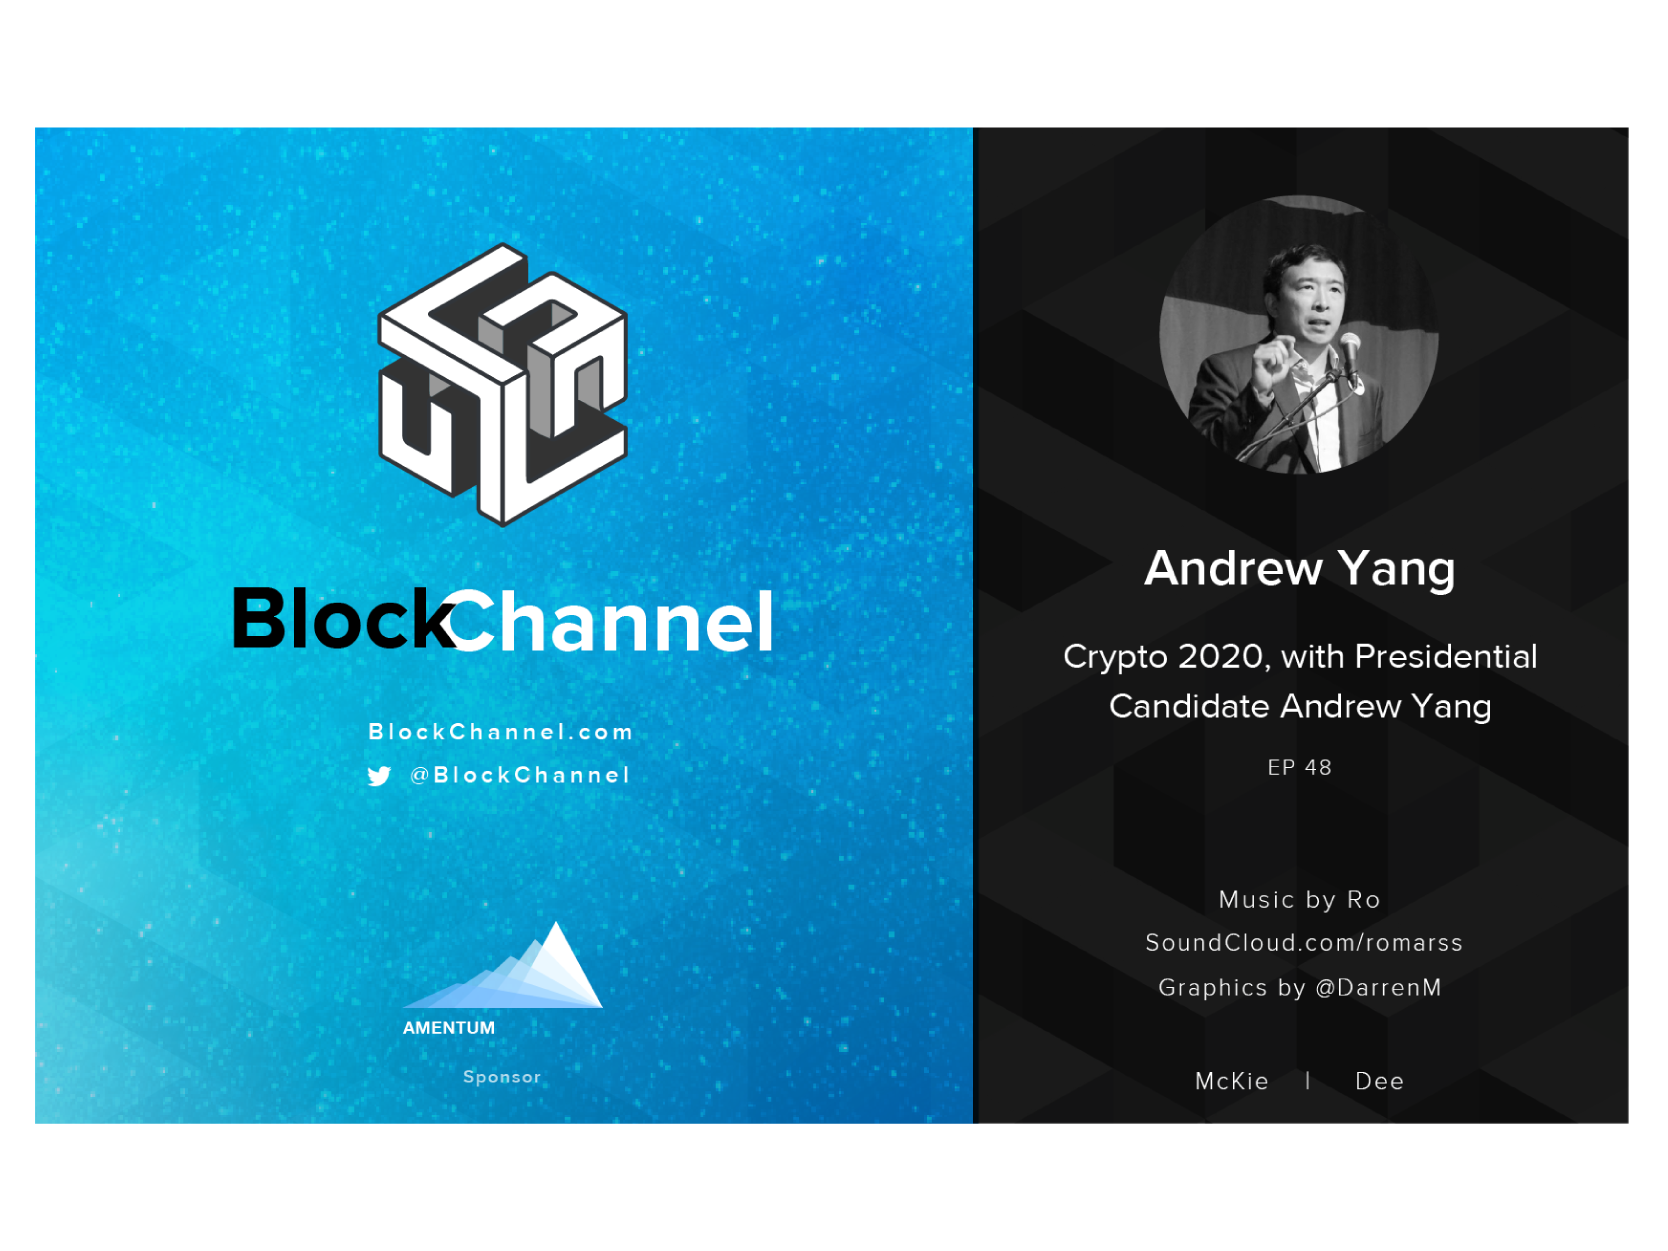 BlockChannel
BlockChannel.com
@BlockChannel
AMENTUM
Sponsor
Andrew Yang
Crypto 2020, with Presidential
Candidate Andrew Yang
EP 48
Music by Ro
SoundCloud.com/romarss
Graphics by @DarrenM
McKie | Dee